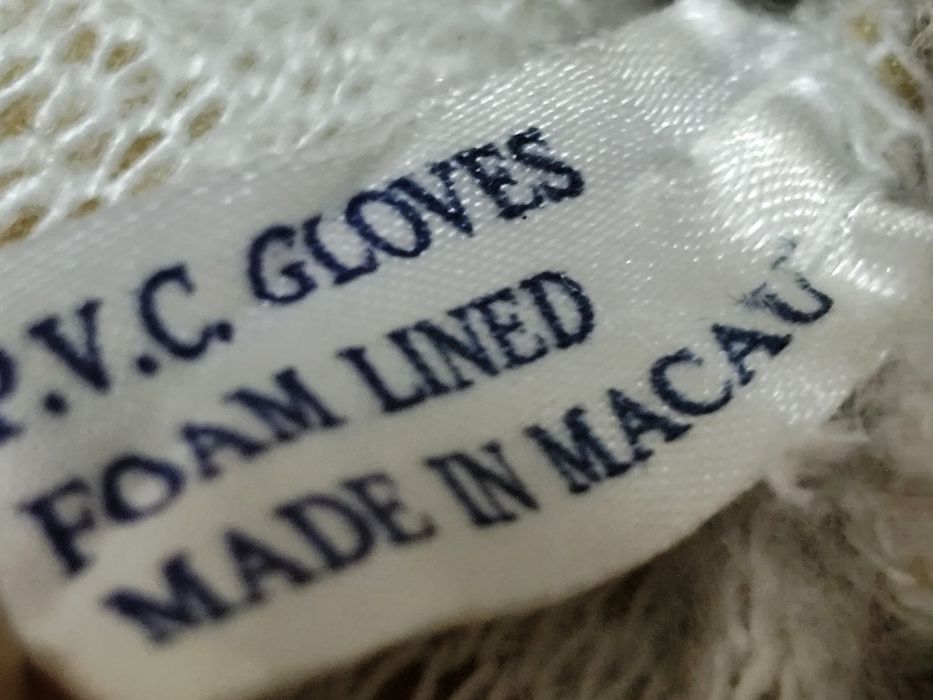 P.V.C. GLOVES
FOAM LINED
MADE IN MACAU